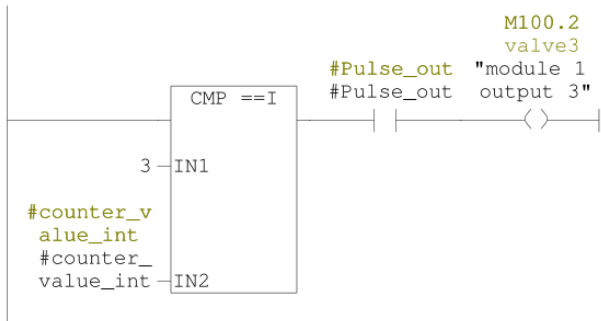 M100.2
valve3
#Pulse_out "module 1
#Pulse_out output 3"
CMP ==I
3 IN1
#counter_v
alue_int
#counter_
value_int IN2